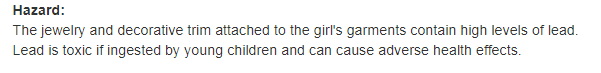 Hazard:
The jewelry and decorative trim attached to the girl's garments contain high levels of lead.
Lead is toxic if ingested by young children and can cause adverse health effects.